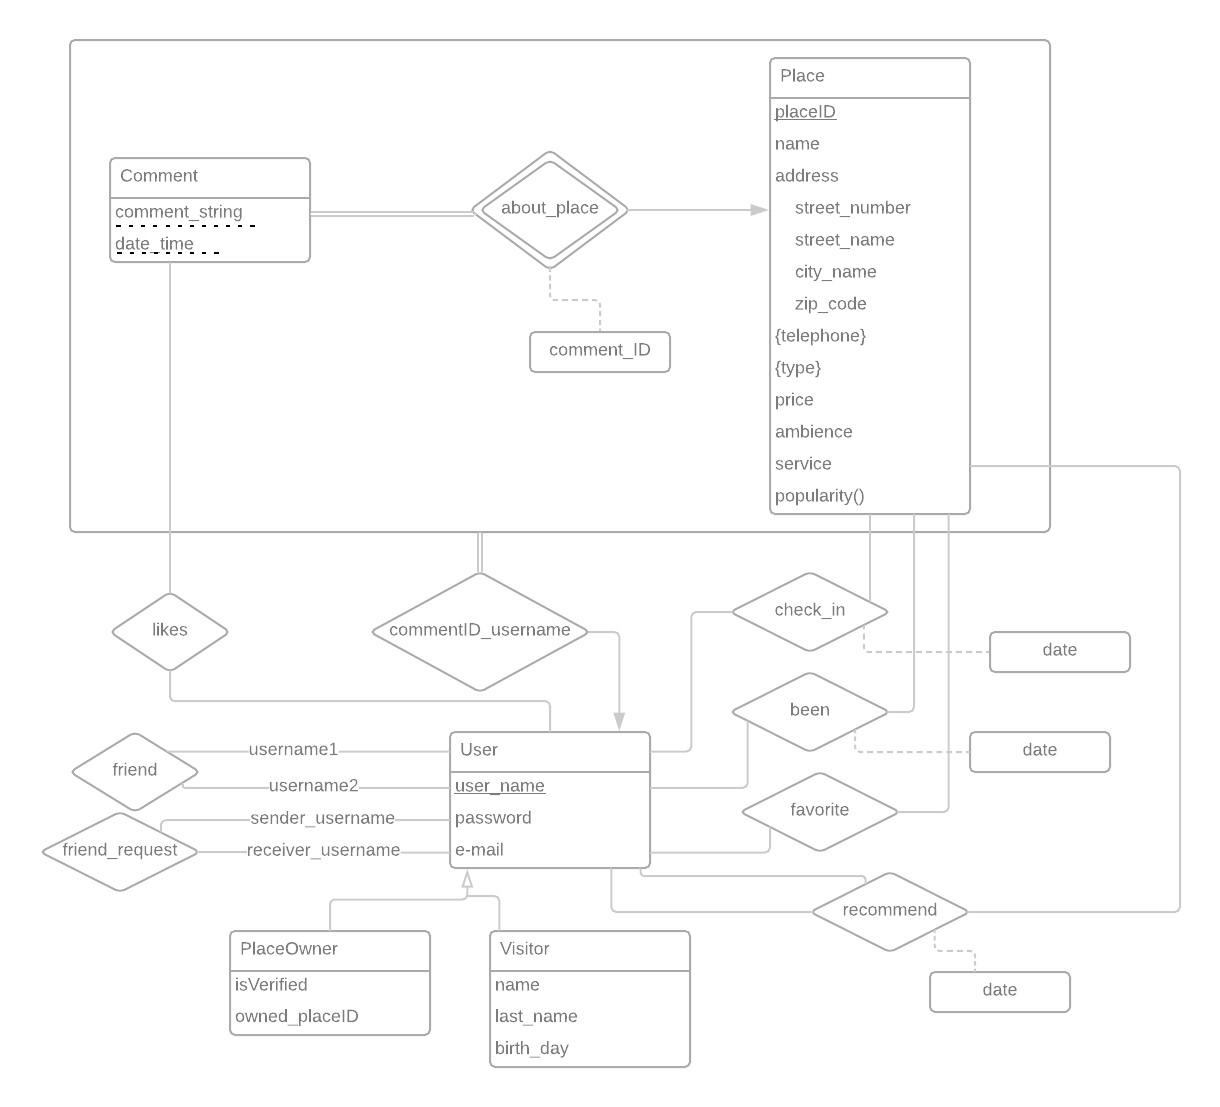 Place
placeID
name
address
street_number
street_name
city_name
zip_code
{telephone}
{type}
price
ambience
service
popularity()
Comment
comment_string
date_time
about_place
comment_ID
likes
commentID_username
check_in
date
been
date
favorite
friend
username1
username2
friend_request
sender_username
receiver_username
User
user_name
password
e-mail
recommend
date
PlaceOwner
isVerified
owned_placeID
Visitor
name
last_name
birth_day